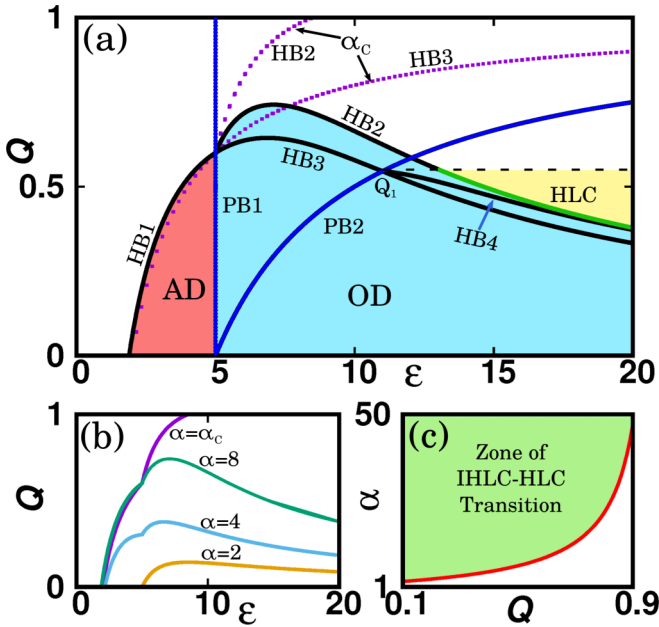 (a)
1
0.5
0
Q
0 5 10 15 20
ε
HB1
HB2
α_C
HB3
HB2
HB3
PB1
PB2
Q₁
HLC
HB4
AD
OD
(b)
1
0
Q
0 10 20
ε
α=α_C
α=8
α=4
α=2
(c)
50
1
α
0.1 0.9
Q
Zone of
IHLC-HLC
Transition